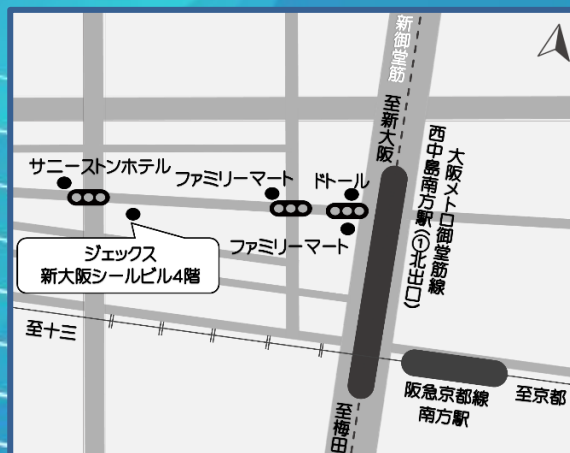 新御堂筋
至新大阪
大阪メトロ御堂筋線
西中島南方駅(①北出口)
サニーストンホテル
ファミリーマート
ドトール
ファミリーマート
ジェックス
新大阪シールビル4階
至十三
阪急京都線
南方駅
至京都
至梅田